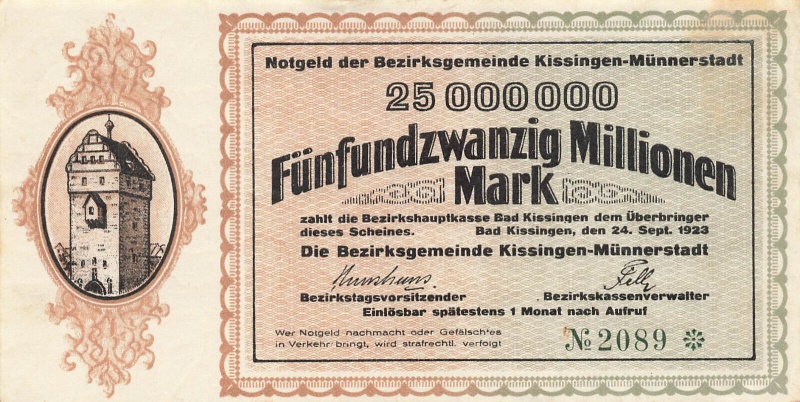 Notgeld der Bezirksgemeinde Kissingen-Münnerstadt
25 000 000
Fünfundzwanzig Millionen
Mark
zahlt die Bezirkshauptkasse Bad Kissingen dem Überbringer
dieses Scheines. Bad Kissingen, den 24. Sept. 1923
Die Bezirksgemeinde Kissingen-Münnerstadt
Bezirkstagsvorsitzender Bezirkskassenverwalter
Einlösbar spätestens 1 Monat nach Aufruf
Wer Notgeld nachmacht oder Gefälschtes
in Verkehr bringt, wird strafrechtl. verfolgt
No 2089